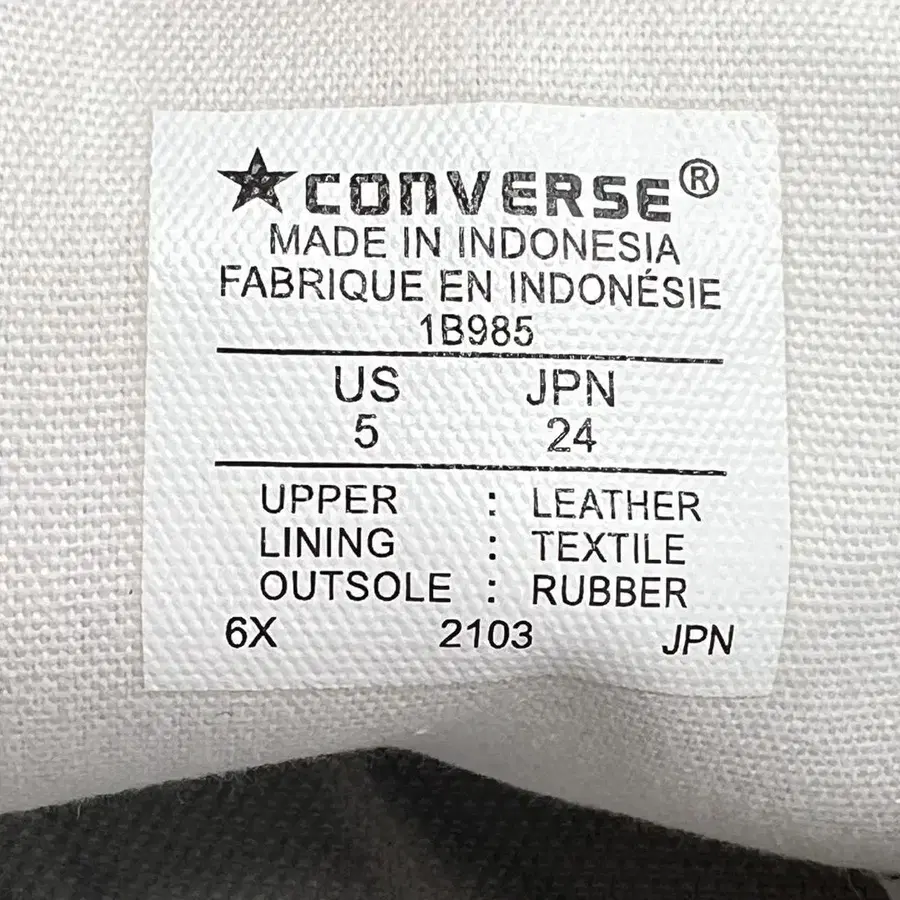 CONVERSE®
MADE IN INDONESIA
FABRIQUE EN INDONÉSIE
1B985
US JPN
5 24
UPPER : LEATHER
LINING : TEXTILE
OUTSOLE : RUBBER
6X 2103 JPN